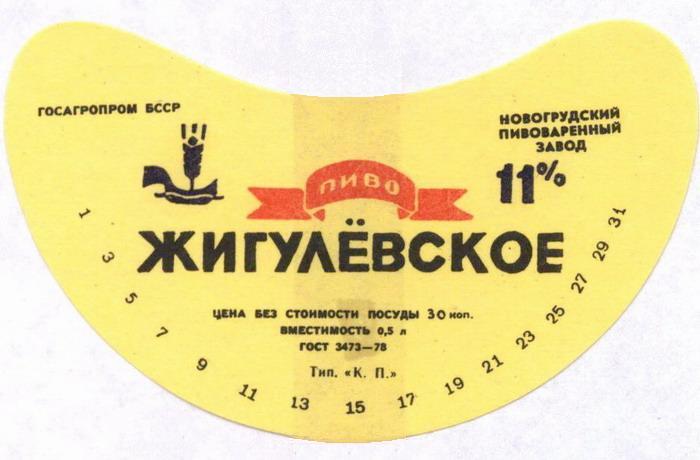 ГОСАГРОПРОМ БССР
НОВОГРУДСКИЙ
ПИВОВАРЕННЫЙ
ЗАВОД
11%
ПИВО
ЖИГУЛЁВСКОЕ
ЦЕНА БЕЗ СТОИМОСТИ ПОСУДЫ 30 коп.
ВМЕСТИМОСТЬ 0,5 л
ГОСТ 3473—78
Тип. «К. П.»
1 3 5 7 9 11 13 15 17 19 21 23 25 27 29 31